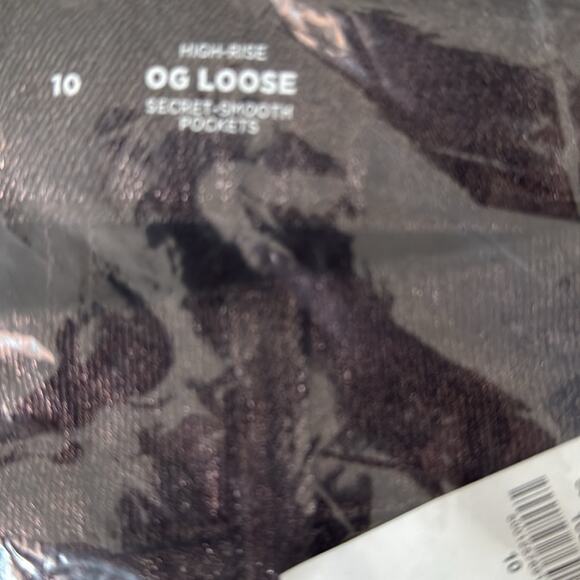 HIGH-RISE
10
OG LOOSE
SECRET-SMOOTH
POCKETS
10